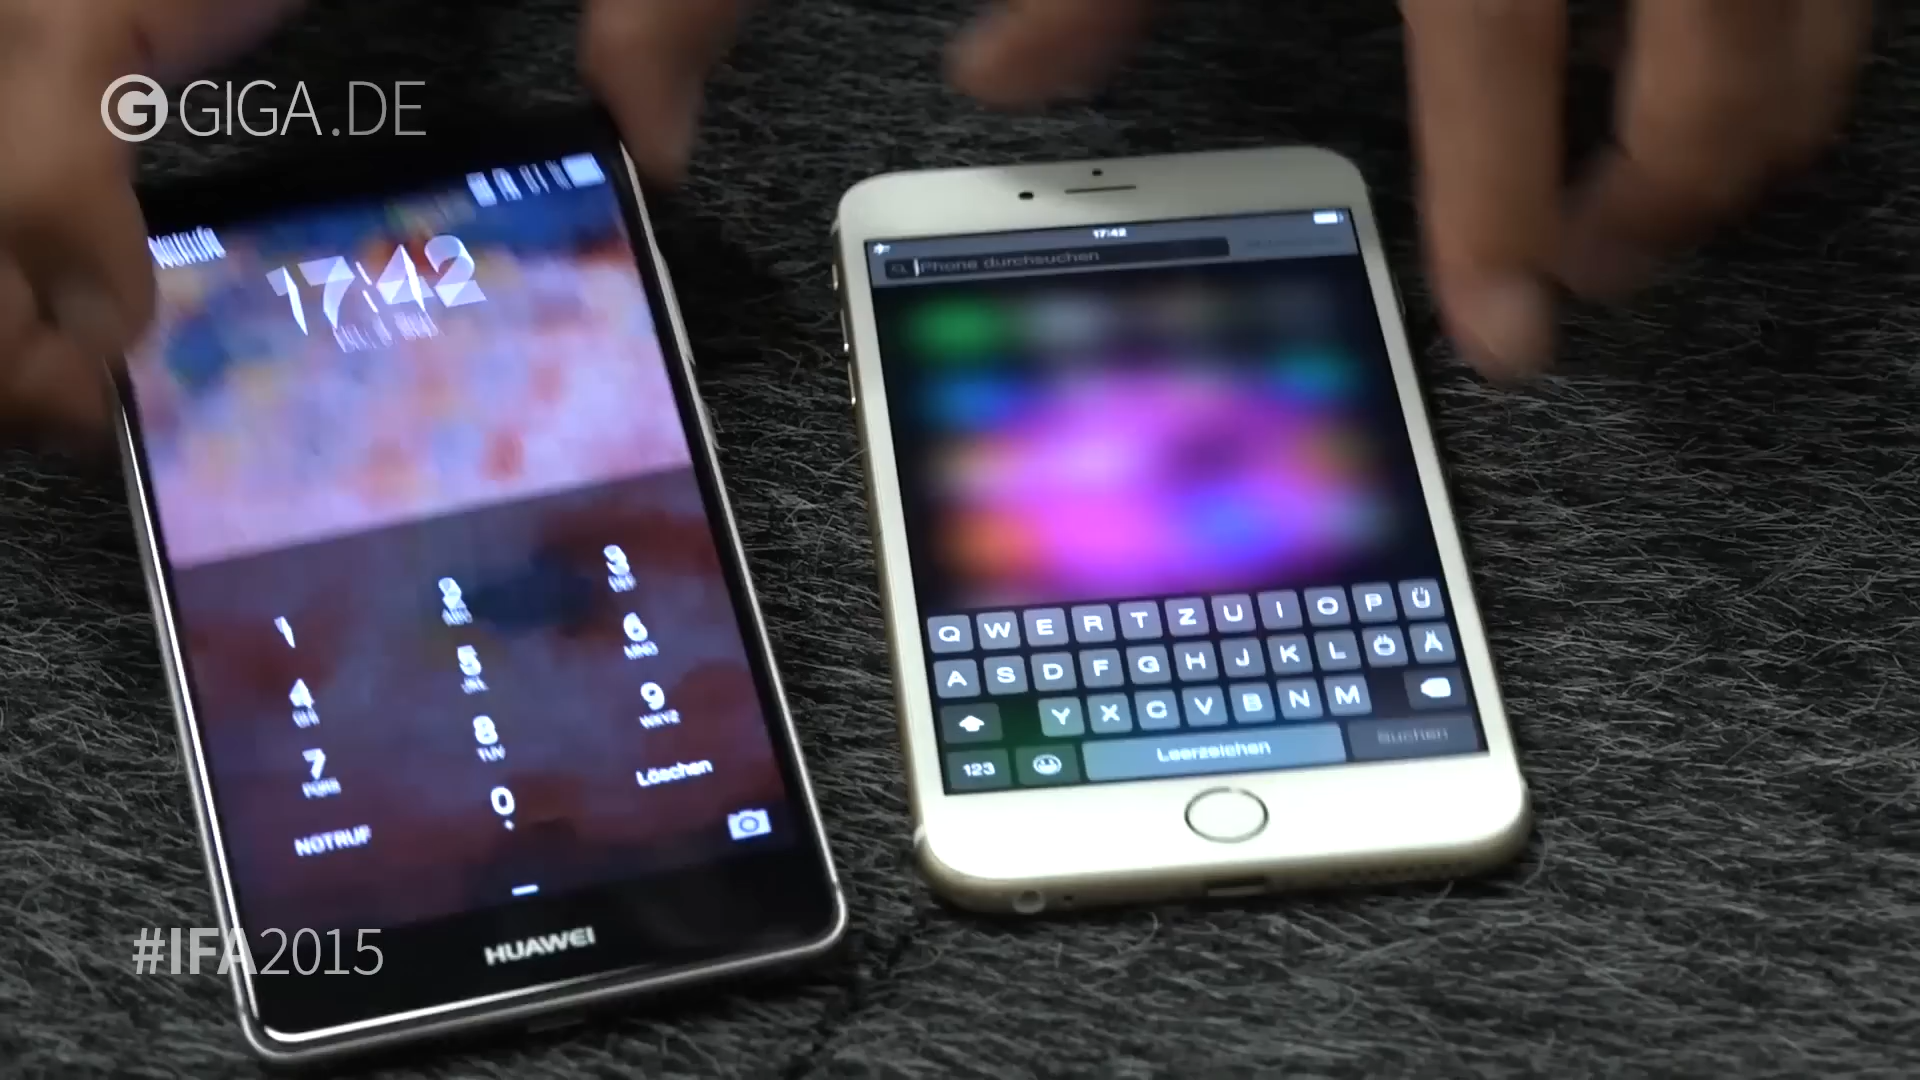 GIGA.DE
Notrufe
17:42
1
2
ABC
3
DEF
4
GHI
5
JKL
6
MNO
7
PQRS
8
TUV
9
WXYZ
NOTRUF
0
Löschen
HUAWEI
#IFA2015
17:42
iPhone durchsuchen
Q W E R T Z U I O P Ü
A S D F G H J K L Ö Ä
Y X C V B N M
123 Leerzeichen Suchen